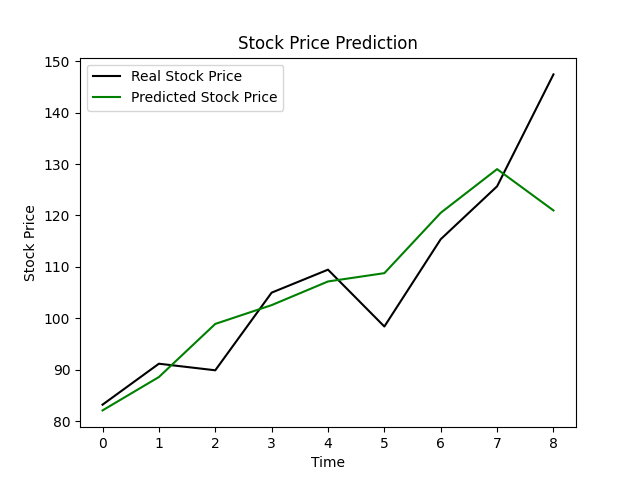 Stock Price Prediction
Real Stock Price
Predicted Stock Price
150
140
130
120
110
100
90
80
Stock Price
0 1 2 3 4 5 6 7 8
Time